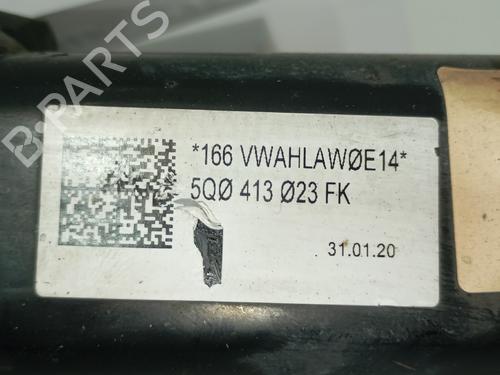 *166 VWAHLAWØE14*
5QØ 413 Ø23 FK
31.01.20
B-PARTS